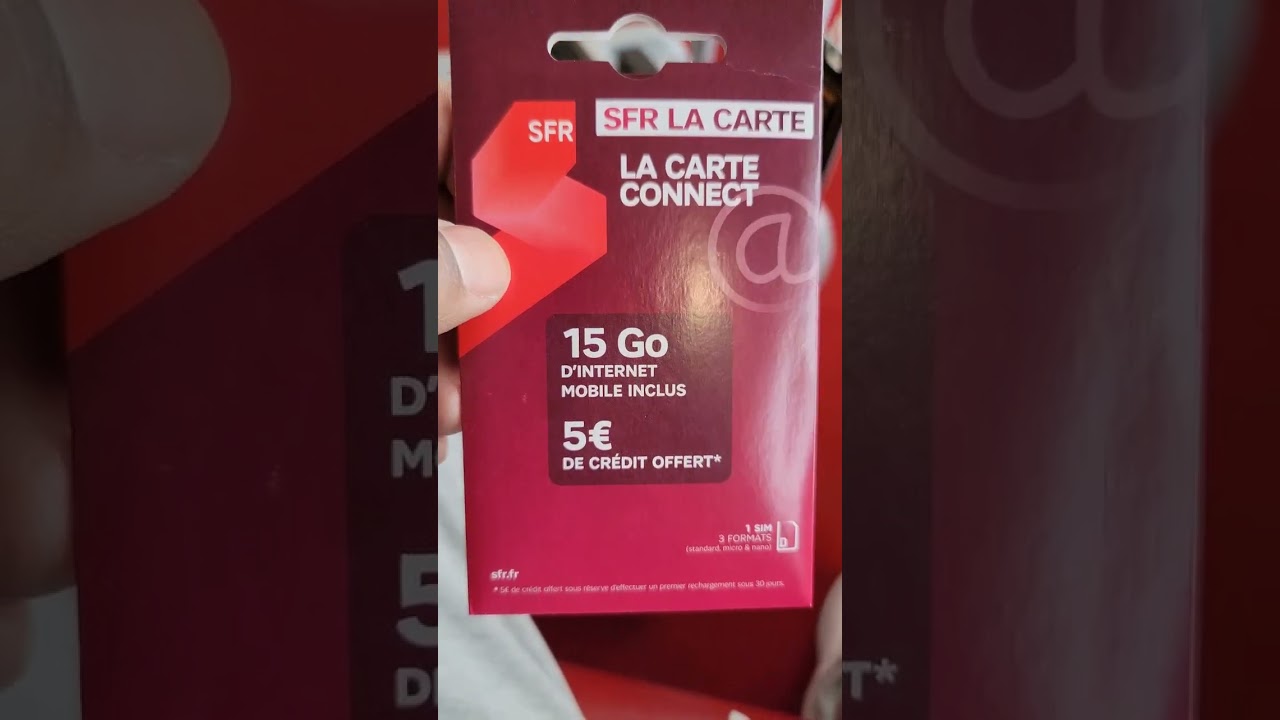 SFR
SFR LA CARTE
LA CARTE
CONNECT
@
15 Go
D'INTERNET
MOBILE INCLUS
5€
DE CRÉDIT OFFERT*
1 SIM
3 FORMATS
(standard, micro & nano)
sfr.fr
* 5€ de crédit offert sous réserve d'effectuer un premier rechargement sous 30 jours.